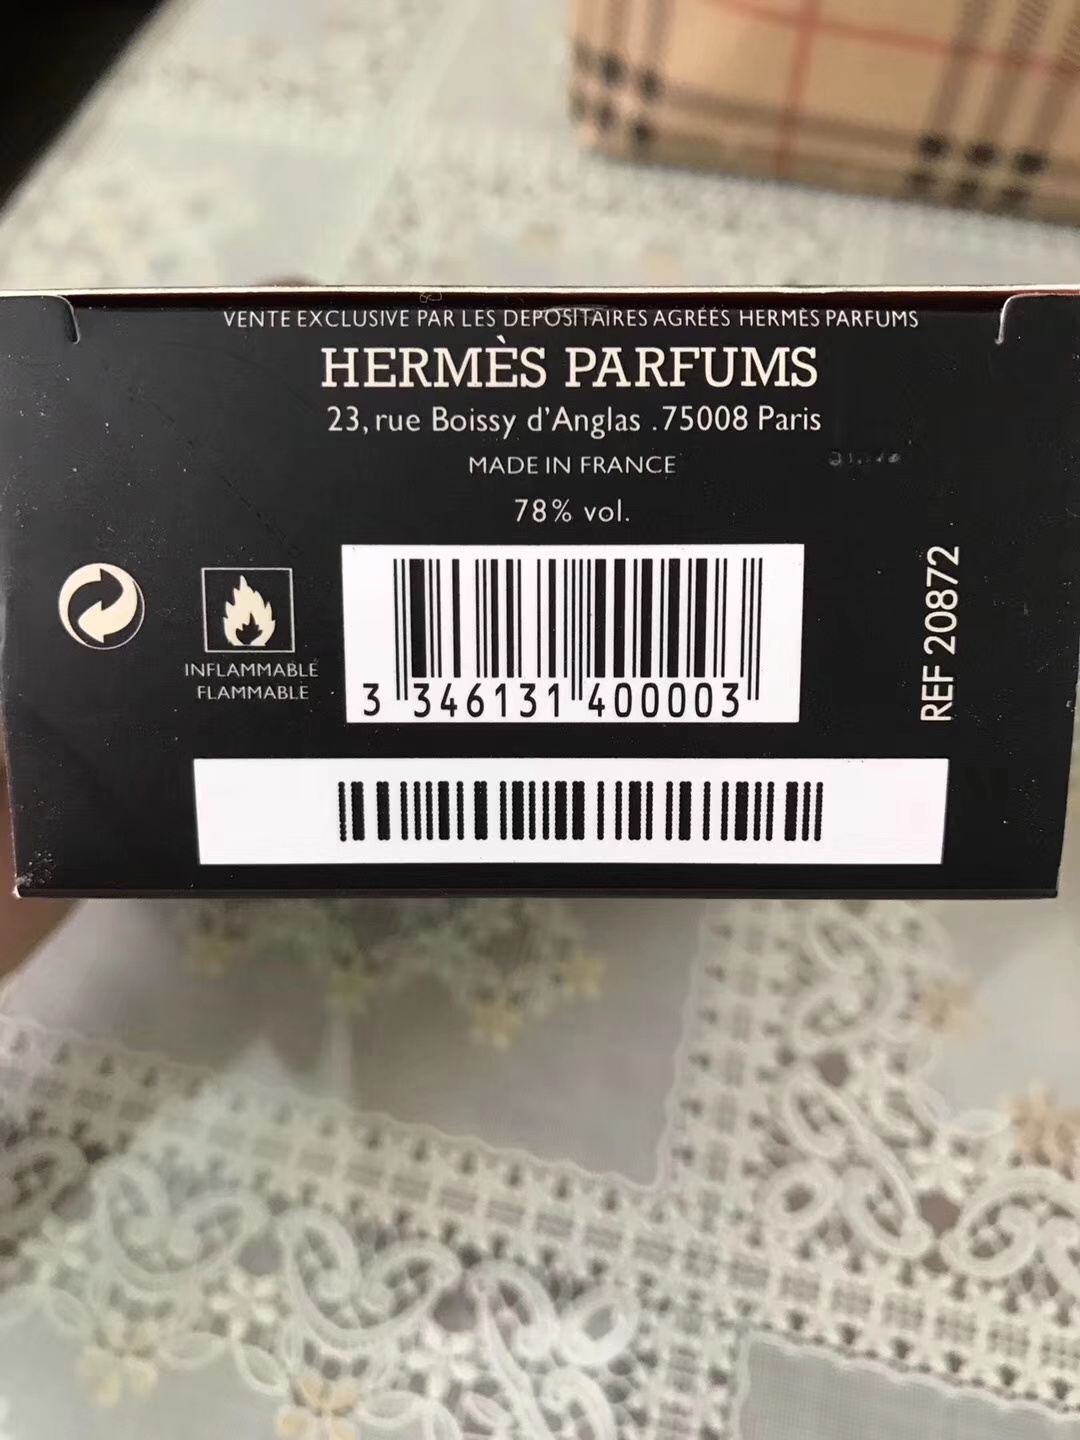 VENTE EXCLUSIVE PAR LES DEPOSITAIRES AGRÉÉS HERMÈS PARFUMS
HERMÈS PARFUMS
23, rue Boissy d'Anglas .75008 Paris
MADE IN FRANCE
78% vol.
INFLAMMABLE
FLAMMABLE
3 346131 400003
REF 20872